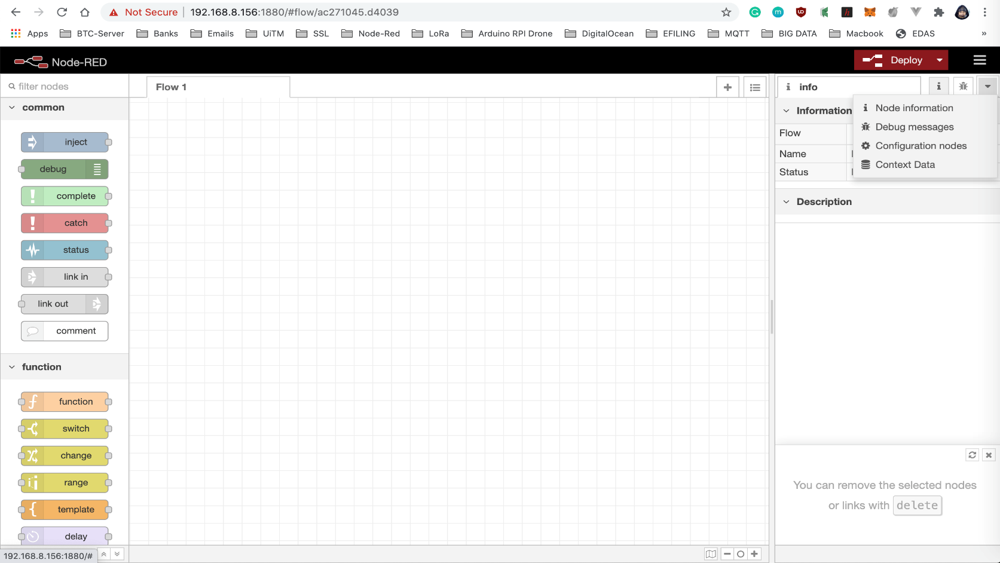 Not Secure 192.168.8.156:1880/#flow/ac271045.d4039
Apps BTC-Server Banks Emails UiTM SSL Node-Red LoRa Arduino RPI Drone DigitalOcean EFILING MQTT BIG DATA Macbook EDAS »
Node-RED Deploy
filter nodes Flow 1 info
common
Information
Node information
inject
Flow
Debug messages
Name
Configuration nodes
debug
Status
Context Data
complete
Description
catch
status
link in
link out
comment
function
function
switch
change
range
You can remove the selected nodes
or links with delete
template
delay
192.168.8.156:1880/#